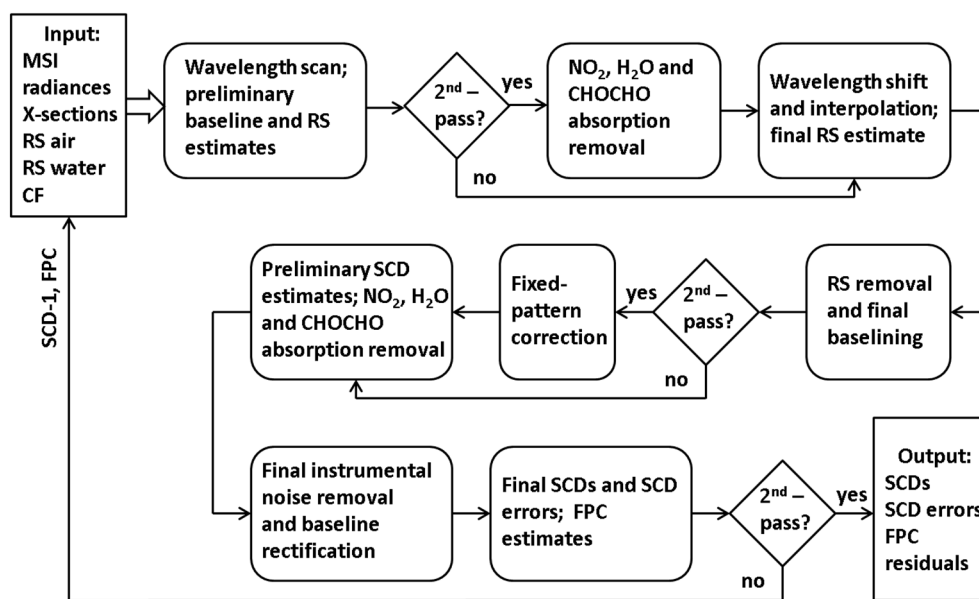 Input:
MSI
radiances
X-sections
RS air
RS water
CF
Wavelength scan;
preliminary
baseline and RS
estimates
2nd –
pass?
yes
no
NO2, H2O and
CHOCHO
absorption
removal
Wavelength shift
and interpolation;
final RS estimate
RS removal
and final
baselining
2nd –
pass?
yes
no
Fixed-
pattern
correction
Preliminary SCD
estimates; NO2, H2O
and CHOCHO
absorption removal
SCD-1, FPC
Final instrumental
noise removal
and baseline
rectification
Final SCDs and SCD
errors; FPC
estimates
2nd –
pass?
yes
no
Output:
SCDs
SCD errors
FPC
residuals